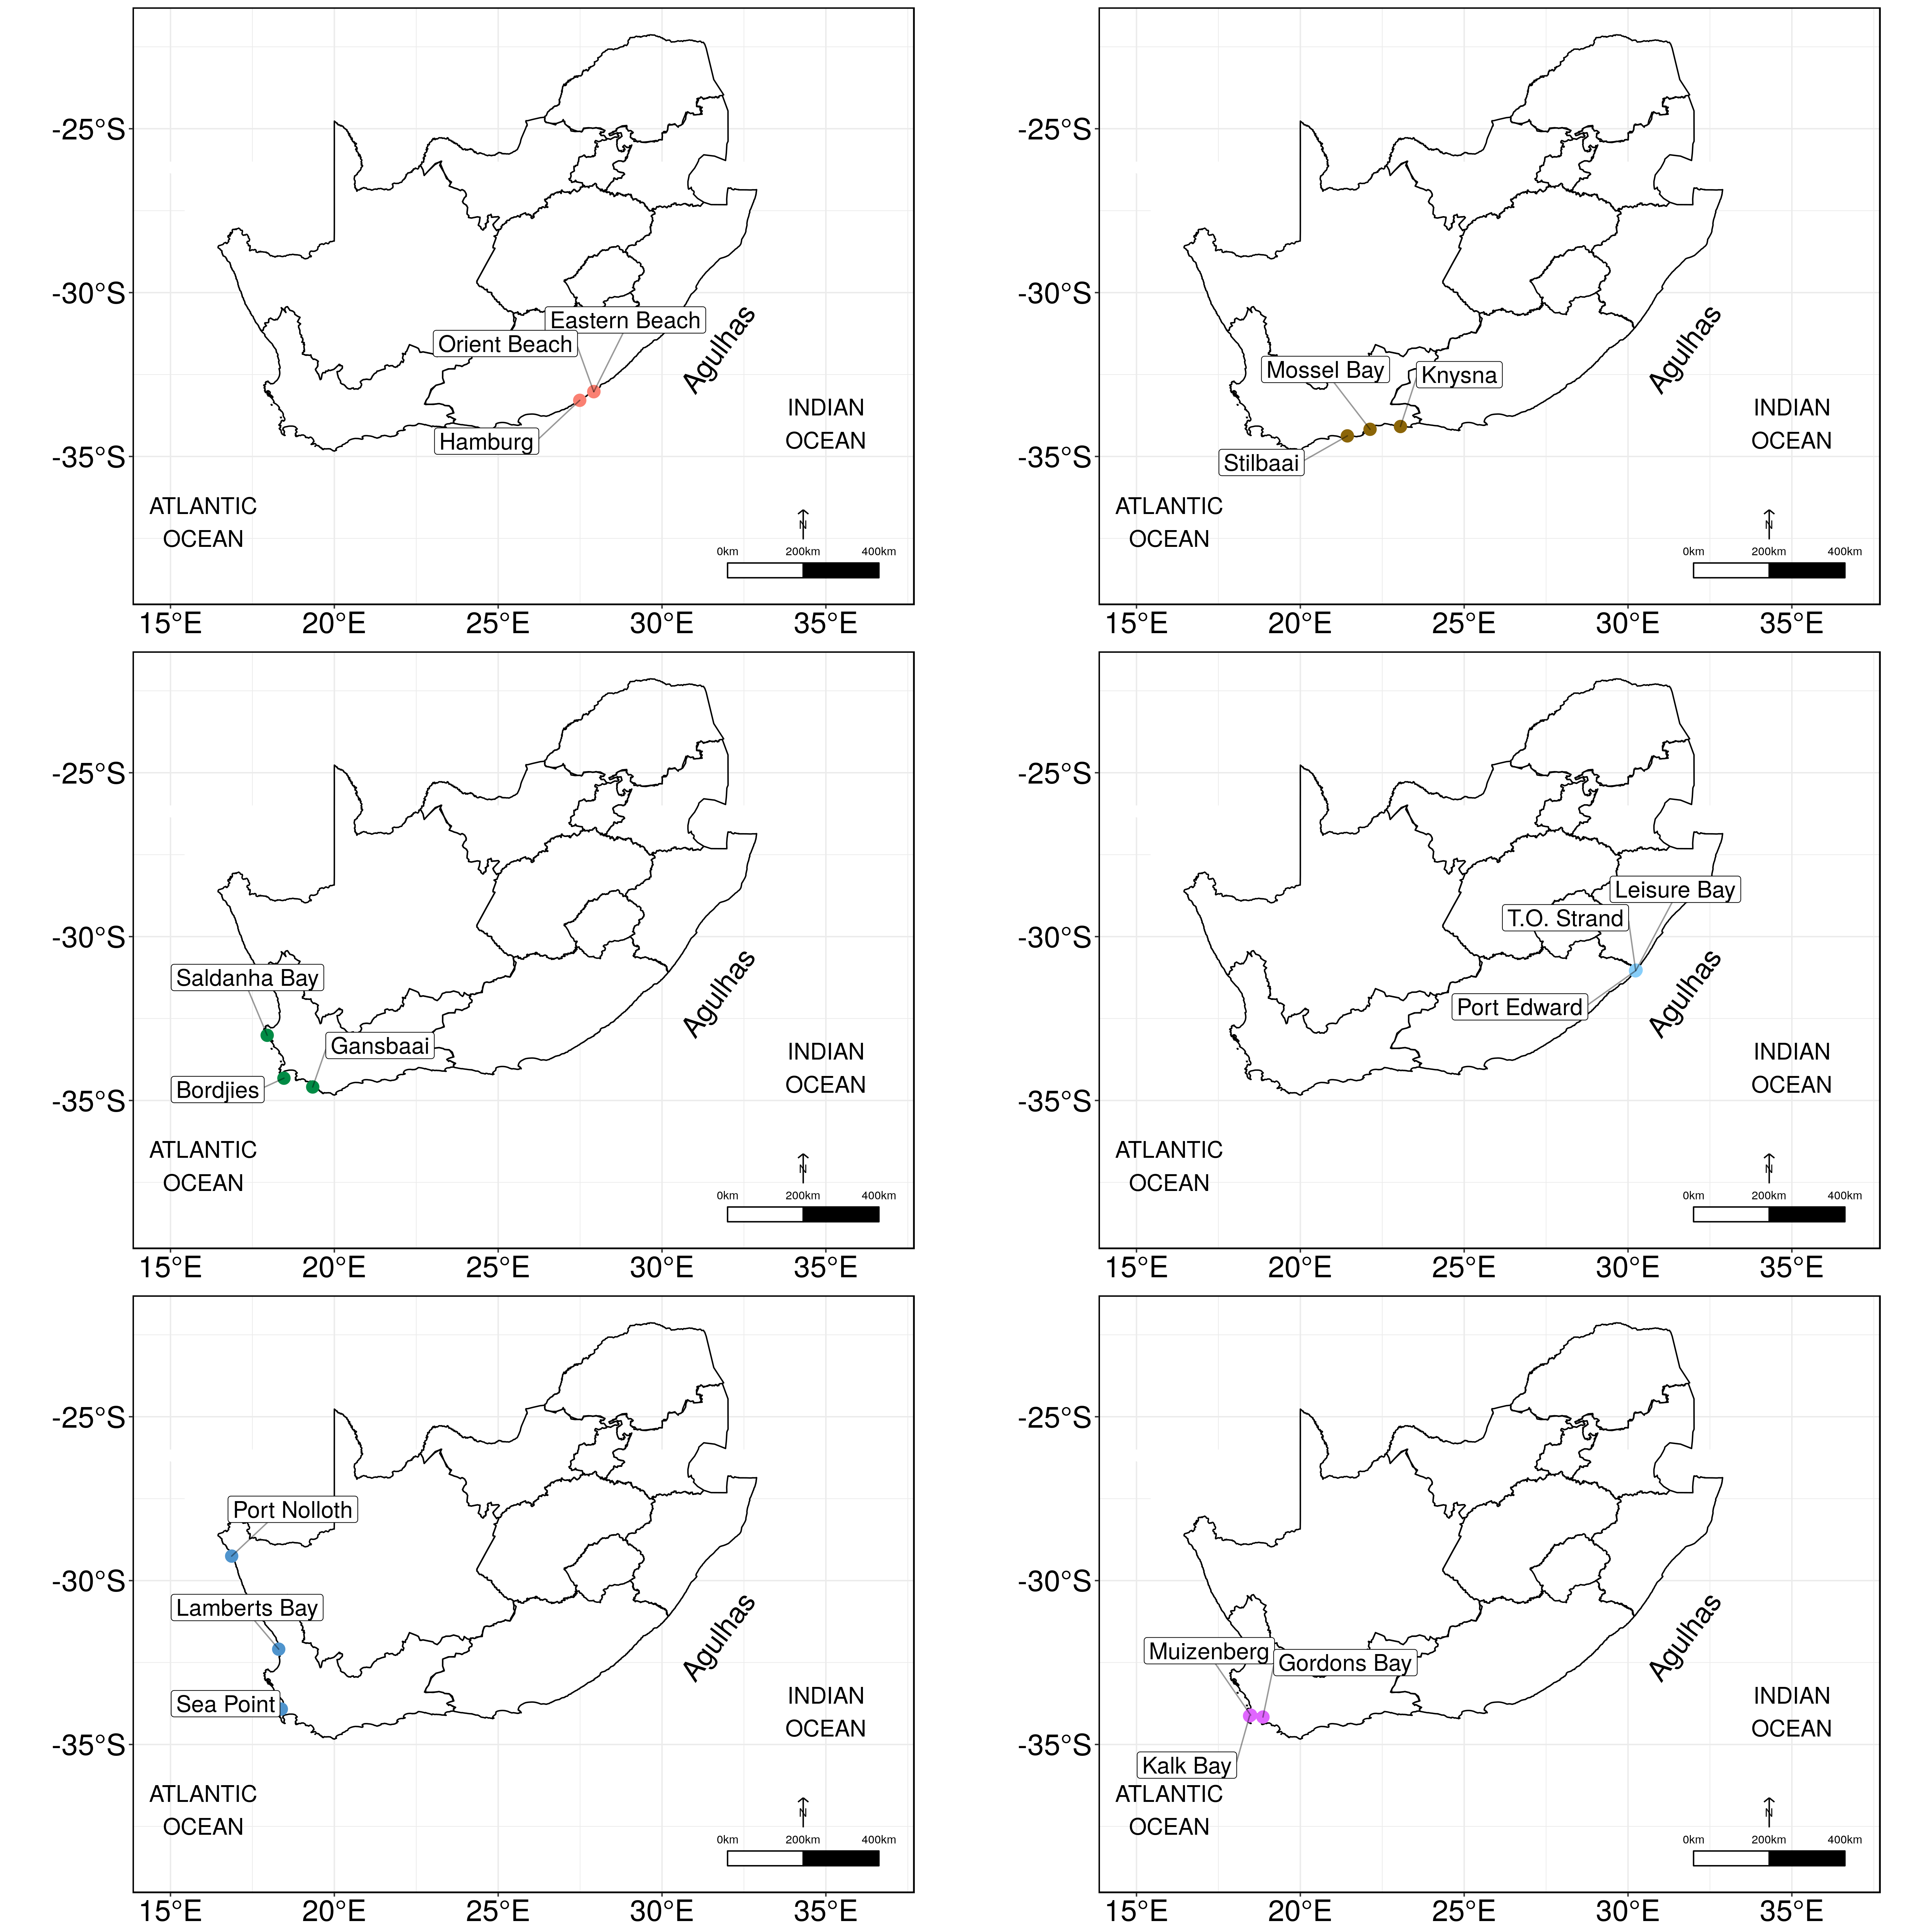 -25°S
-30°S
-35°S
Eastern Beach
Orient Beach
Hamburg
Agulhas
INDIAN
OCEAN
ATLANTIC
OCEAN
N
0km 200km 400km
15°E 20°E 25°E 30°E 35°E
-25°S
-30°S
-35°S
Mossel Bay
Knysna
Stilbaai
Agulhas
INDIAN
OCEAN
ATLANTIC
OCEAN
N
0km 200km 400km
15°E 20°E 25°E 30°E 35°E
-25°S
-30°S
-35°S
Saldanha Bay
Gansbaai
Bordjies
Agulhas
INDIAN
OCEAN
ATLANTIC
OCEAN
N
0km 200km 400km
15°E 20°E 25°E 30°E 35°E
-25°S
-30°S
-35°S
Leisure Bay
T.O. Strand
Port Edward
Agulhas
INDIAN
OCEAN
ATLANTIC
OCEAN
N
0km 200km 400km
15°E 20°E 25°E 30°E 35°E
-25°S
-30°S
-35°S
Port Nolloth
Lamberts Bay
Sea Point
Agulhas
INDIAN
OCEAN
ATLANTIC
OCEAN
N
0km 200km 400km
15°E 20°E 25°E 30°E 35°E
-25°S
-30°S
-35°S
Muizenberg
Gordons Bay
Kalk Bay
Agulhas
INDIAN
OCEAN
ATLANTIC
OCEAN
N
0km 200km 400km
15°E 20°E 25°E 30°E 35°E